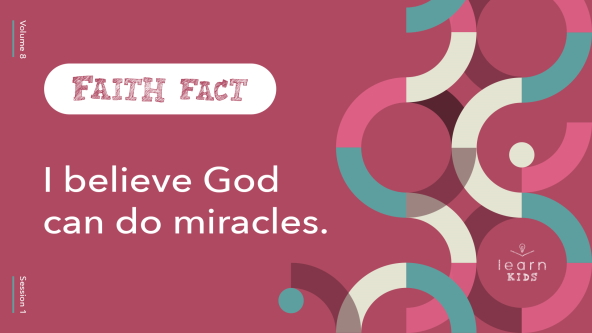 Volume 8
FAITH FACT
I believe God
can do miracles.
learn
KIDS
Session 1